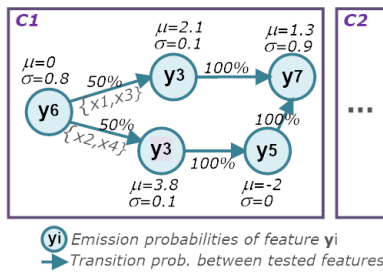 C1
C2
μ=2.1
σ=0.1
μ=1.3
σ=0.9
μ=0
σ=0.8
50%
y3
100%
y7
{x1,x3}
y6
50%
{x2,x4}
100%
...
y3
100%
y5
μ=3.8
σ=0.1
μ=-2
σ=0
yi Emission probabilities of feature yi
Transition prob. between tested features